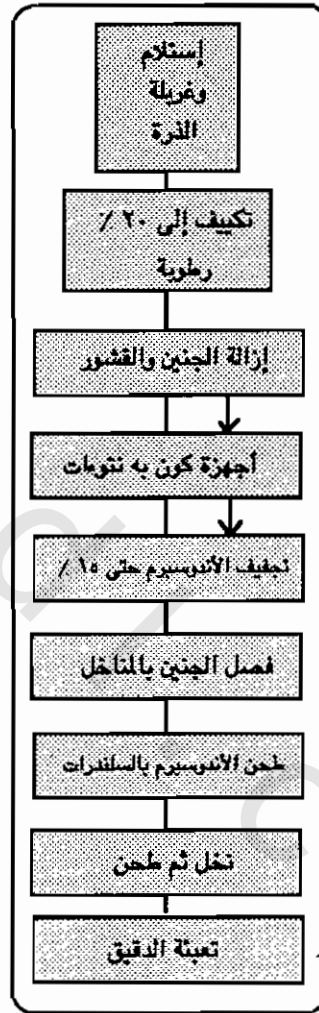 إستلام
وغربلة
الذرة
تكييف إلى ٢٠ ٪
رطوبة
إزالة الجنين والقشور
أجهزة كون به نتوءات
تجفيف الأندوسبرم حتى ١٥ ٪
فصل الجنين بالمناخل
طحن الأندوسبرم بالسلندرات
نخل ثم طحن
تعبئة الدقيق